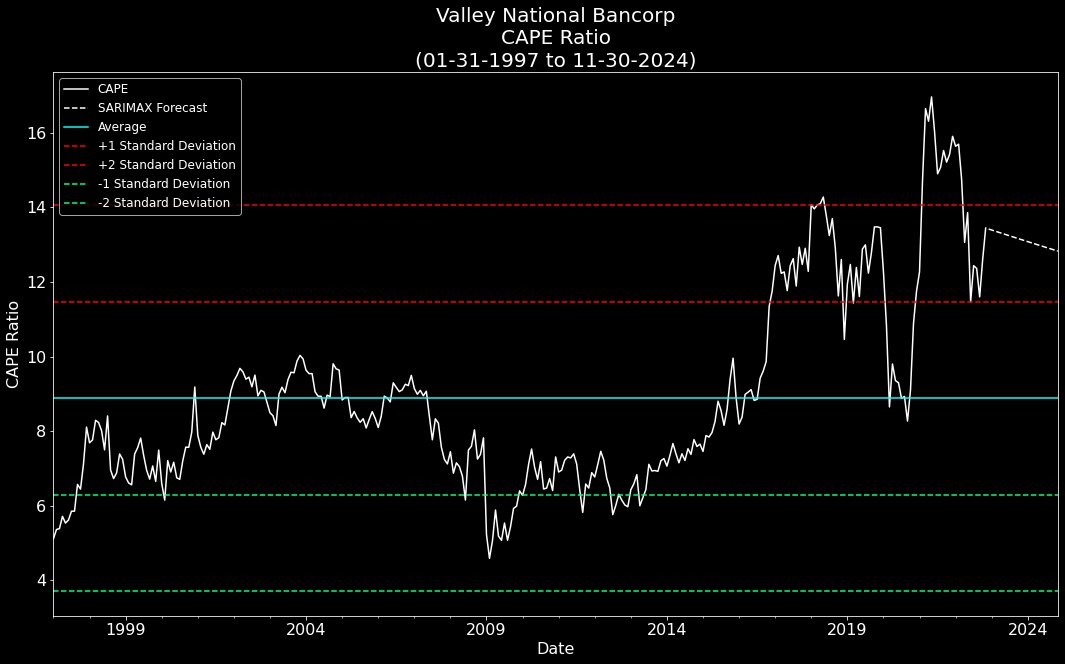 Valley National Bancorp
CAPE Ratio
(01-31-1997 to 11-30-2024)
CAPE
SARIMAX Forecast
Average
+1 Standard Deviation
+2 Standard Deviation
-1 Standard Deviation
-2 Standard Deviation
CAPE Ratio
16
14
12
10
8
6
4
1999 2004 2009 2014 2019 2024
Date